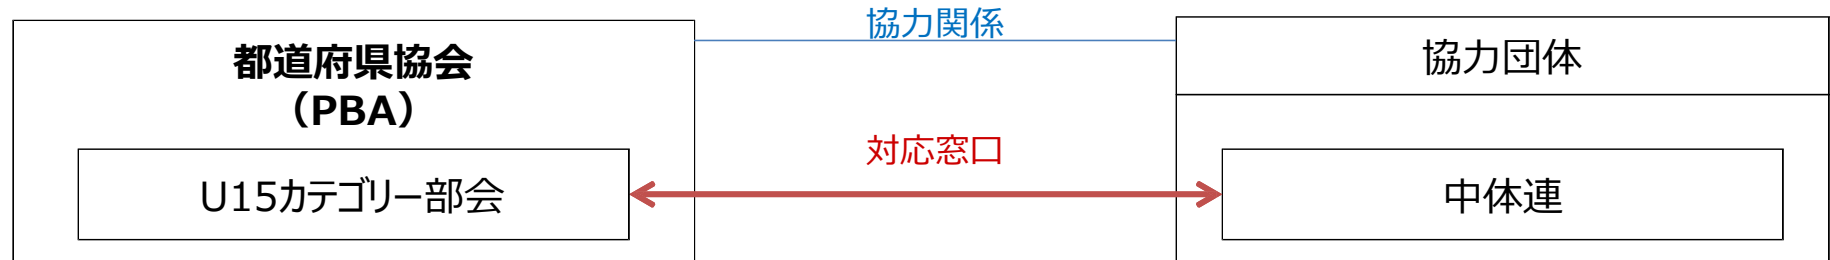 都道府県協会
（PBA）
U15カテゴリー部会
協力関係
対応窓口
協力団体
中体連